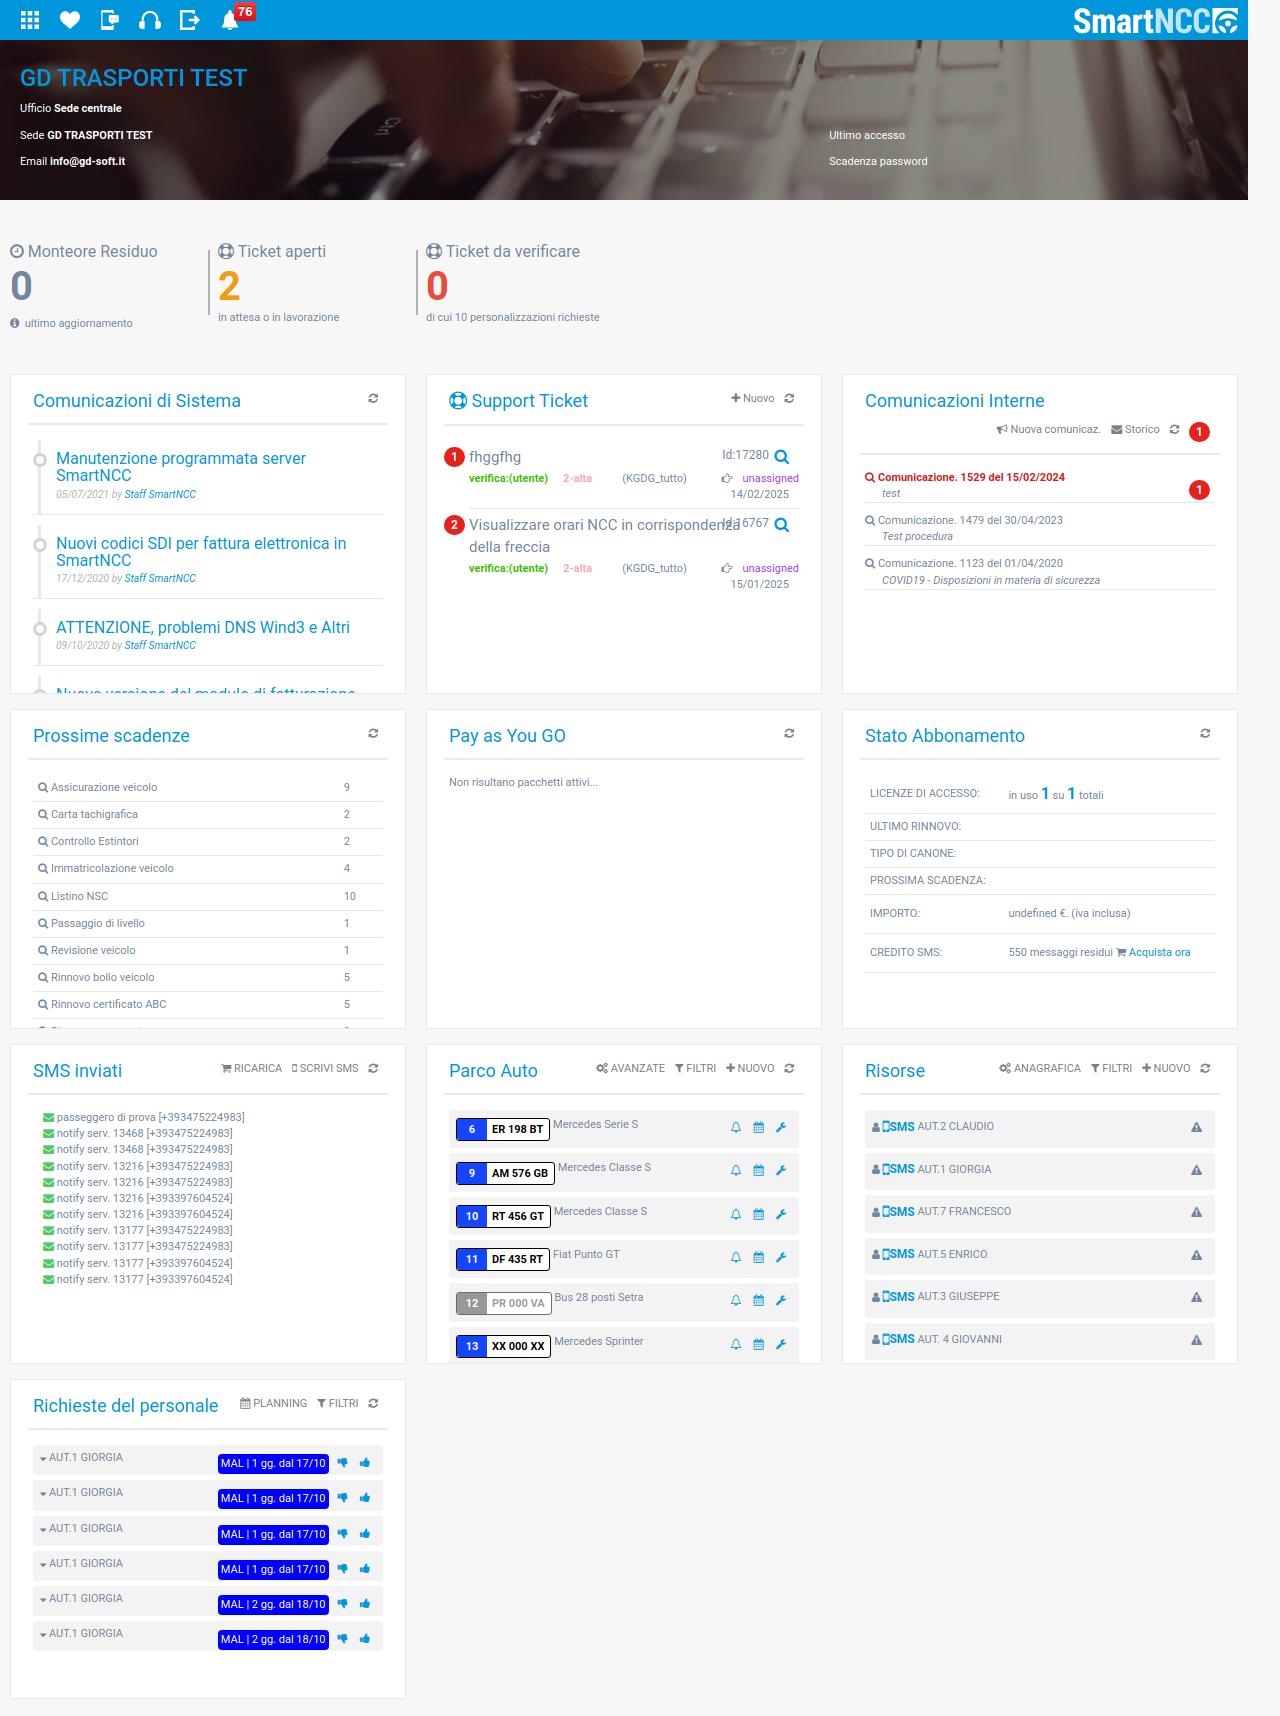 76
SmartNCC
GD TRASPORTI TEST
Ufficio Sede centrale
Sede GD TRASPORTI TEST
Ultimo accesso
Email info@gd-soft.it
Scadenza password
Monteore Residuo
0
ultimo aggiornamento
Ticket aperti
2
in attesa o in lavorazione
Ticket da verificare
0
di cui 10 personalizzazioni richieste
Comunicazioni di Sistema
Manutenzione programmata server
SmartNCC
05/07/2021 by Staff SmartNCC
Nuovi codici SDI per fattura elettronica in
SmartNCC
17/12/2020 by Staff SmartNCC
ATTENZIONE, problemi DNS Wind3 e Altri
09/10/2020 by Staff SmartNCC
Support Ticket
Nuovo
1 fhggfhg Id:17280
verifica:(utente) 2-alta (KGDG_tutto) unassigned
14/02/2025
2 Visualizzare orari NCC in corrispondenza Id:16767
della freccia
verifica:(utente) 2-alta (KGDG_tutto) unassigned
15/01/2025
Comunicazioni Interne
Nuova comunicaz. Storico 1
Comunicazione. 1529 del 15/02/2024
test 1
Comunicazione. 1479 del 30/04/2023
Test procedura
Comunicazione. 1123 del 01/04/2020
COVID19 - Disposizioni in materia di sicurezza
Prossime scadenze
Assicurazione veicolo 9
Carta tachigrafica 2
Controllo Estintori 2
Immatricolazione veicolo 4
Listino NSC 10
Passaggio di livello 1
Revisione veicolo 1
Rinnovo bollo veicolo 5
Rinnovo certificato ABC 5
Pay as You GO
Non risultano pacchetti attivi...
Stato Abbonamento
LICENZE DI ACCESSO: in uso 1 su 1 totali
ULTIMO RINNOVO:
TIPO DI CANONE:
PROSSIMA SCADENZA:
IMPORTO: undefined €. (iva inclusa)
CREDITO SMS: 550 messaggi residui Acquista ora
SMS inviati
RICARICA SCRIVI SMS
passeggero di prova [+393475224983]
notify serv. 13468 [+393475224983]
notify serv. 13468 [+393475224983]
notify serv. 13216 [+393475224983]
notify serv. 13216 [+393475224983]
notify serv. 13216 [+393397604524]
notify serv. 13216 [+393397604524]
notify serv. 13177 [+393475224983]
notify serv. 13177 [+393475224983]
notify serv. 13177 [+393397604524]
notify serv. 13177 [+393397604524]
Parco Auto
AVANZATE FILTRI NUOVO
6 ER 198 BT Mercedes Serie S
9 AM 576 GB Mercedes Classe S
10 RT 456 GT Mercedes Classe S
11 DF 435 RT Fiat Punto GT
12 PR 000 VA Bus 28 posti Setra
13 XX 000 XX Mercedes Sprinter
Risorse
ANAGRAFICA FILTRI NUOVO
SMS AUT.2 CLAUDIO
SMS AUT.1 GIORGIA
SMS AUT.7 FRANCESCO
SMS AUT.5 ENRICO
SMS AUT.3 GIUSEPPE
SMS AUT. 4 GIOVANNI
Richieste del personale
PLANNING FILTRI
AUT.1 GIORGIA MAL | 1 gg. dal 17/10
AUT.1 GIORGIA MAL | 1 gg. dal 17/10
AUT.1 GIORGIA MAL | 1 gg. dal 17/10
AUT.1 GIORGIA MAL | 1 gg. dal 17/10
AUT.1 GIORGIA MAL | 2 gg. dal 18/10
AUT.1 GIORGIA MAL | 2 gg. dal 18/10